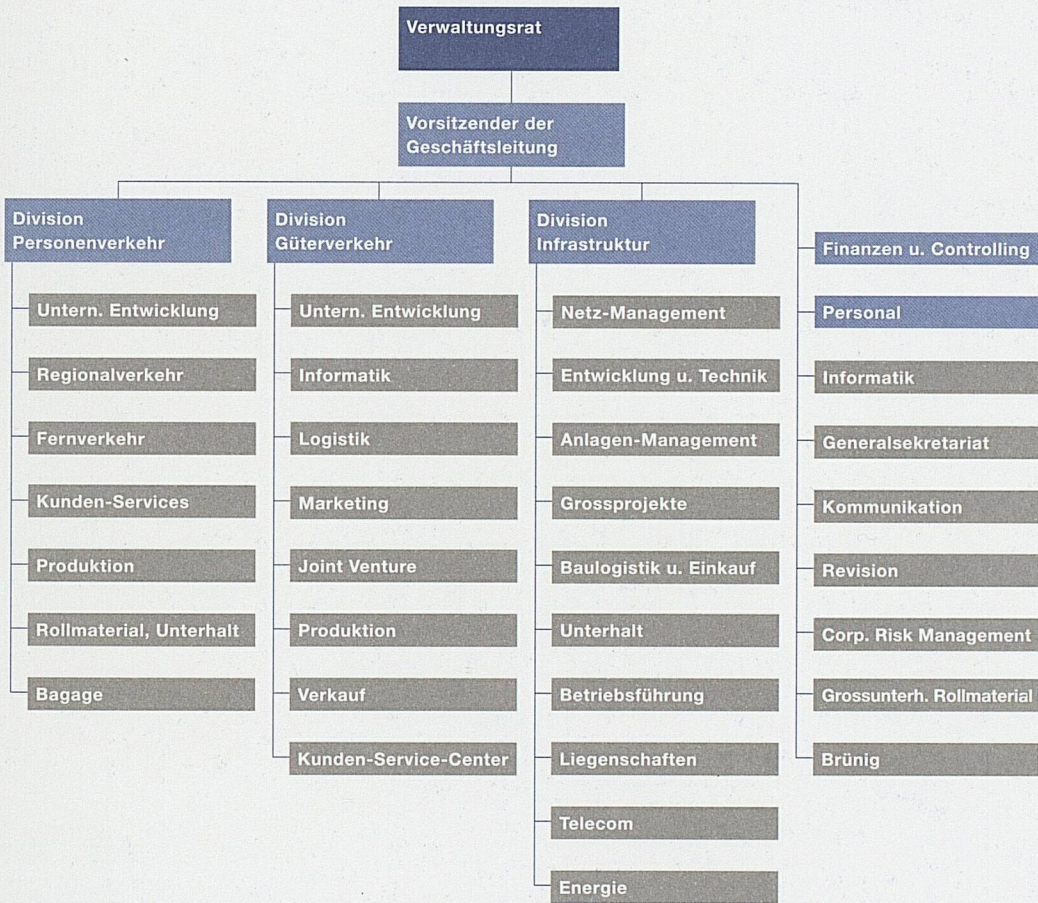 Verwaltungsrat
Vorsitzender der
Geschäftsleitung
Division
Personenverkehr
Untern. Entwicklung
Regionalverkehr
Fernverkehr
Kunden-Services
Produktion
Rollmaterial, Unterhalt
Bagage
Division
Güterverkehr
Untern. Entwicklung
Informatik
Logistik
Marketing
Joint Venture
Produktion
Verkauf
Kunden-Service-Center
Division
Infrastruktur
Netz-Management
Entwicklung u. Technik
Anlagen-Management
Grossprojekte
Baulogistik u. Einkauf
Unterhalt
Betriebsführung
Liegenschaften
Telecom
Energie
Finanzen u. Controlling
Personal
Informatik
Generalsekretariat
Kommunikation
Revision
Corp. Risk Management
Grossunterh. Rollmaterial
Brünig